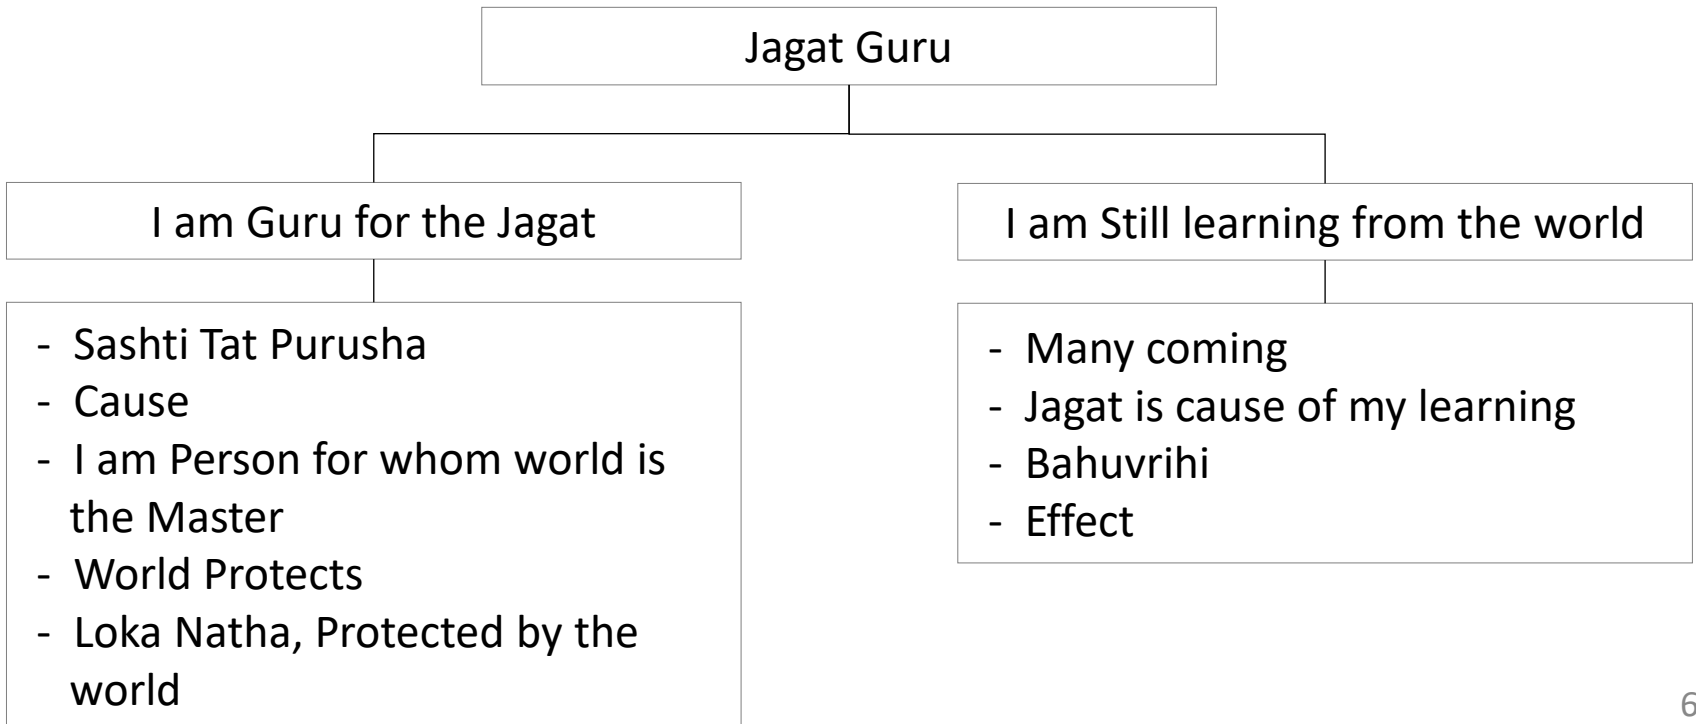 Jagat Guru
I am Guru for the Jagat
- Sashti Tat Purusha
- Cause
- I am Person for whom world is
the Master
- World Protects
- Loka Natha, Protected by the
world
I am Still learning from the world
- Many coming
- Jagat is cause of my learning
- Bahuvrihi
- Effect
6